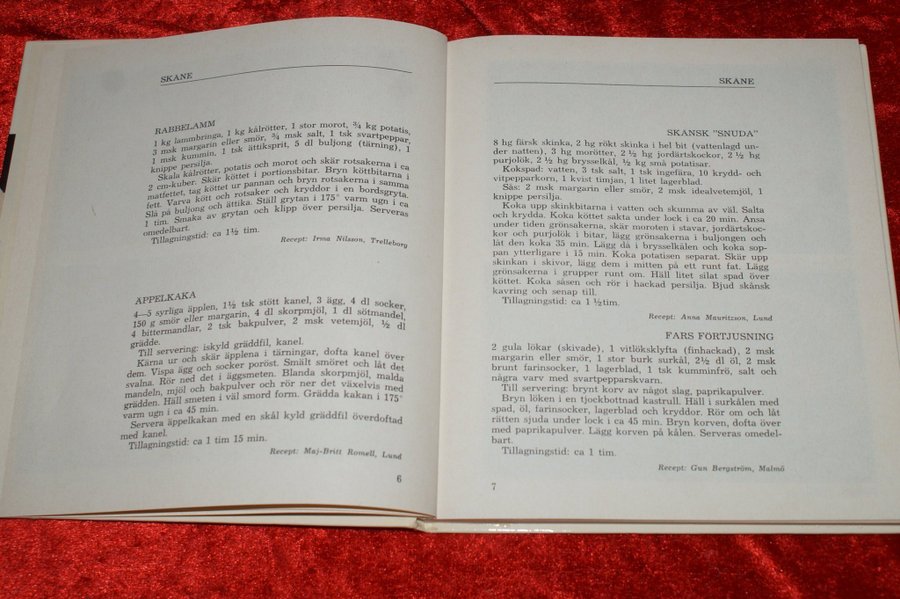 SKANE
RABBELAMM
1 kg lammbringa, 1 kg kålrötter, 1 stor morot, ¾ kg potatis,
3 msk margarin eller smör, ¾ msk salt, 1 tsk svartpeppar,
1 msk kummin, 1 tsk ättiksprit, 5 dl buljong (tärning), 1
knippe persilja.
Skala kålrötter, potatis och morot och skär rotsakerna i ca
2 cm-kuber. Skär köttet i portionsbitar. Bryn köttbitarna i
matfettet, tag köttet ur pannan och bryn rotsakerna i samma
fett. Varva kött och rotsaker och kryddor i en bordsgryta.
Slå på buljong och ättika. Ställ grytan i 175° varm ugn i ca
1 tim. Smaka av grytan och klipp över persilja. Serveras
omedelbart.
Tillagningstid: ca 1½ tim.
Recept: Irma Nilsson, Trelleborg
ÄPPELKAKA
4—5 syrliga äpplen, 1½ tsk stött kanel, 3 ägg, 4 dl socker,
150 g smör eller margarin, 4 dl skorpmjöl, 1 dl sötmandel,
4 bittermandlar, 2 tsk bakpulver, 2 msk vetemjöl, ½ dl
grädde.
Till servering: iskyld gräddfil, kanel.
Kärna ur och skär äpplena i tärningar, dofta kanel över
dem. Vispa ägg och socker poröst. Smält smöret och låt det
svalna. Rör ned det i äggsmeten. Blanda skorpmjöl, malda
mandeln, mjöl och bakpulver och rör ner det växelvis med
grädden. Häll smeten i väl smord form. Grädda kakan i 175°
varm ugn i ca 45 min.
Servera äppelkakan med en skål kyld gräddfil överdoftad
med kanel.
Tillagningstid: ca 1 tim 15 min.
Recept: Maj-Britt Romell, Lund
6
SKANE
SKANSK "SNUDA"
8 hg färsk skinka, 2 hg rökt skinka i hel bit (vattenlagd un-
der natten), 3 hg morötter, 2 ½ hg jordärtskockor, 2 ½ hg
purjolök, 2 ½ hg brysselkål, ½ kg små potatisar.
Kokspad: vatten, 3 tsk salt, 1 tsk ingefära, 10 krydd- och
vitpepparkorn, 1 kvist timjan, 1 litet lagerblad.
Sås: 2 msk margarin eller smör, 2 msk idealvetemjöl, 1
knippe persilja.
Koka upp skinkbitarna i vatten och skumma av väl. Salta
och krydda. Koka köttet sakta under lock i ca 20 min. Ansa
under tiden grönsakerna, skär moroten i stavar, jordärtskoc-
kor och purjolök i bitar, lägg grönsakerna i buljongen och
låt den koka 35 min. Lägg då i brysselkålen och koka sop-
pan ytterligare i 15 min. Koka potatisen separat. Skär upp
skinkan i skivor, lägg dem i mitten på ett runt fat. Lägg
grönsakerna i grupper runt om. Häll litet silat spad över
köttet. Koka såsen och rör i hackad persilja. Bjud skånsk
kavring och senap till.
Tillagningstid: ca 1 ½tim.
Recept: Anna Mauritzson, Lund
FARS FÖRTJUSNING
2 gula lökar (skivade), 1 vitlöksklyfta (finhackad), 2 msk
margarin eller smör, 1 stor burk surkål, 2½ dl öl, 2 msk
brunt farinsocker, 1 lagerblad, 1 tsk kumminfrö, salt och
några varv med svartpepparskvarn.
Till servering: brynt korv av något slag, paprikapulver.
Bryn löken i en tjockbottnad kastrull. Häll i surkålen med
spad, öl, farinsocker, lagerblad och kryddor. Rör om och låt
rätten sjuda under lock i ca 45 min. Bryn korven, dofta över
med paprikapulver. Lägg korven på kålen. Serveras omedel-
bart.
Tillagningstid: ca 1 tim.
Recept: Gun Bergström, Malmö
7